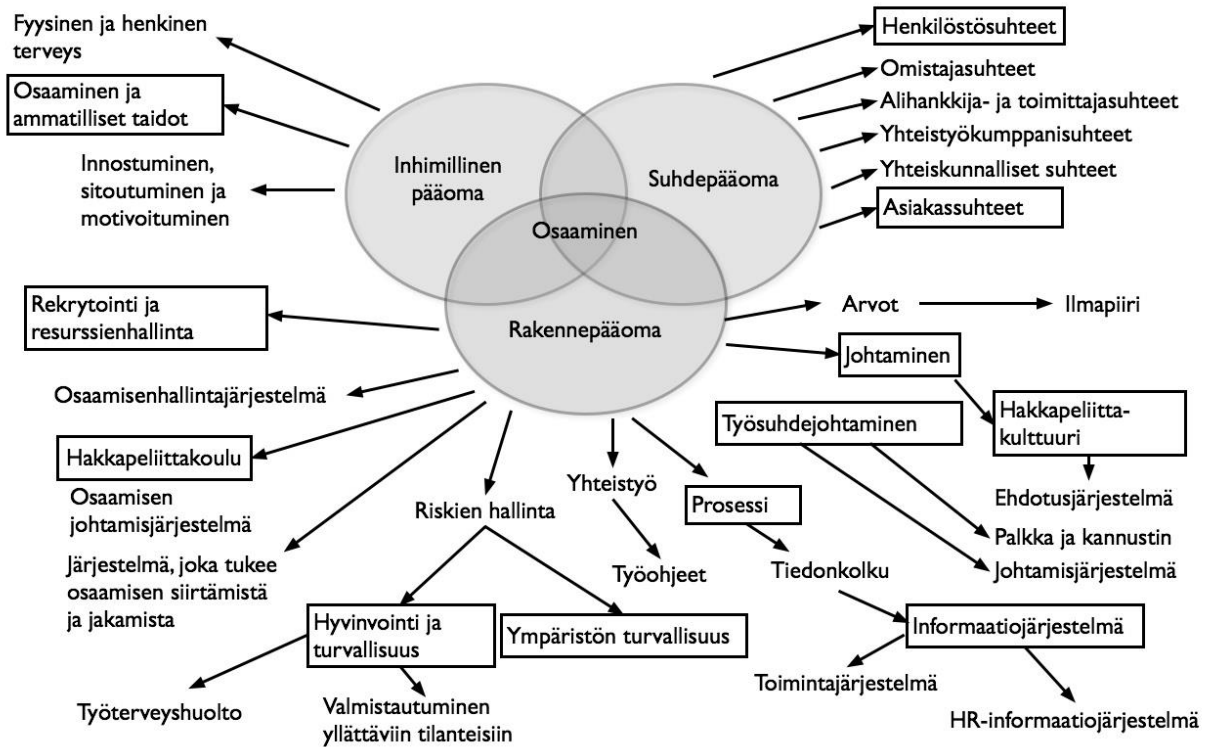 Fyysinen ja henkinen
terveys
Osaaminen ja
ammatilliset taidot
Innostuminen,
sitoutuminen ja
motivoituminen
Inhimillinen
pääoma
Suhdepääoma
Osaaminen
Rakennepääoma
Henkilöstösuhteet
Omistajasuhteet
Alihankkija- ja toimittajasuhteet
Yhteistyökumppanisuhteet
Yhteiskunnalliset suhteet
Asiakassuhteet
Rekrytointi ja
resurssienhallinta
Osaamisenhallintajärjestelmä
Hakkapeliittakoulu
Osaamisen
johtamisjärjestelmä
Järjestelmä, joka tukee
osaamisen siirtämistä
ja jakamista
Riskien hallinta
Hyvinvointi ja
turvallisuus
Ympäristön turvallisuus
Työterveyshuolto
Valmistautuminen
yllättäviin tilanteisiin
Yhteistyö
Työohjeet
Prosessi
Tiedonkolku
Informaatiojärjestelmä
Toimintajärjestelmä
HR-informaatiojärjestelmä
Arvot
Ilmapiiri
Johtaminen
Hakkapeliitta-
kulttuuri
Ehdotusjärjestelmä
Työsuhdejohtaminen
Palkka ja kannustin
Johtamisjärjestelmä